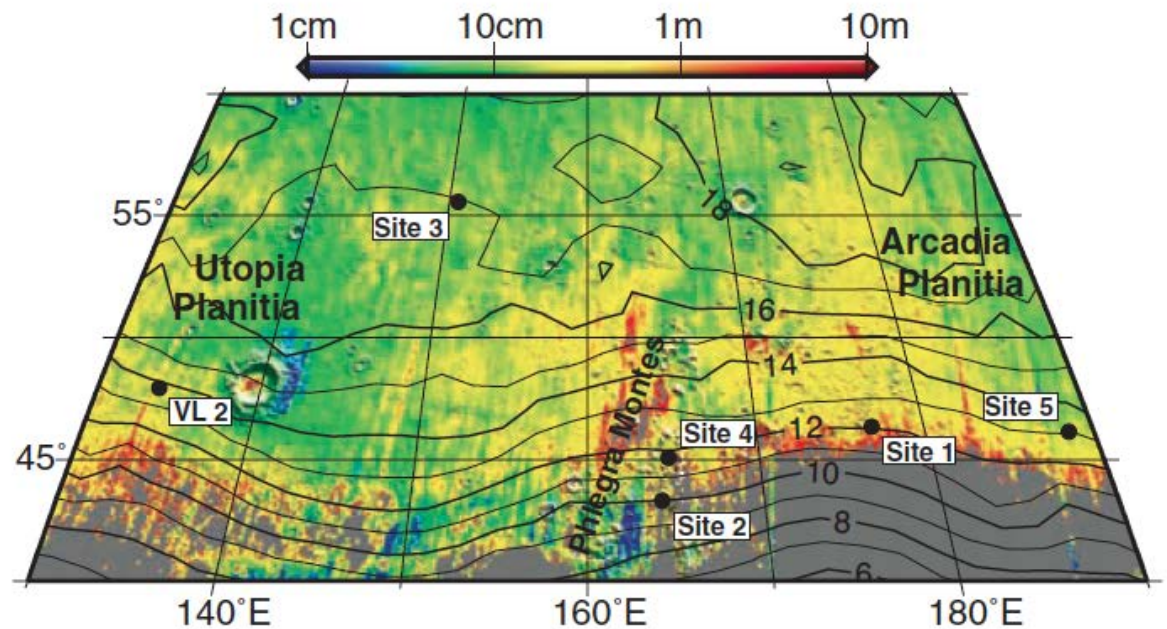 1cm 10cm 1m 10m
18
55°
Site 3
Arcadia
Planitia
Utopia
Planitia
16
14
Phlegra Montes
VL 2
Site 5
12
Site 4
Site 1
45°
10
Site 2
8
6
140°E 160°E 180°E